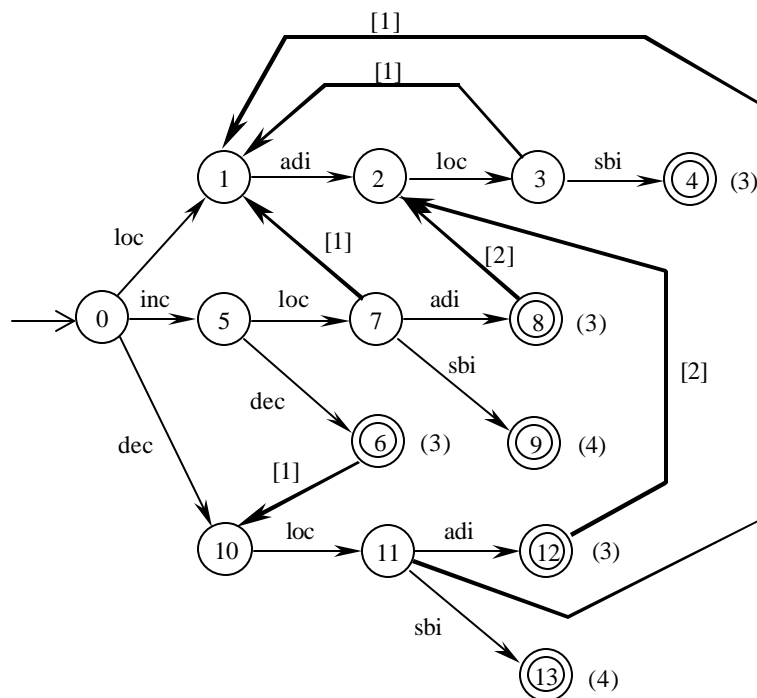 [1]
[1]
adi
loc
sbi
1
2
3
4
(3)
loc
[1]
[2]
inc
loc
adi
0
5
7
8
(3)
[2]
sbi
dec
dec
6
(3)
9
(4)
[1]
loc
adi
10
11
12
(3)
sbi
13
(4)